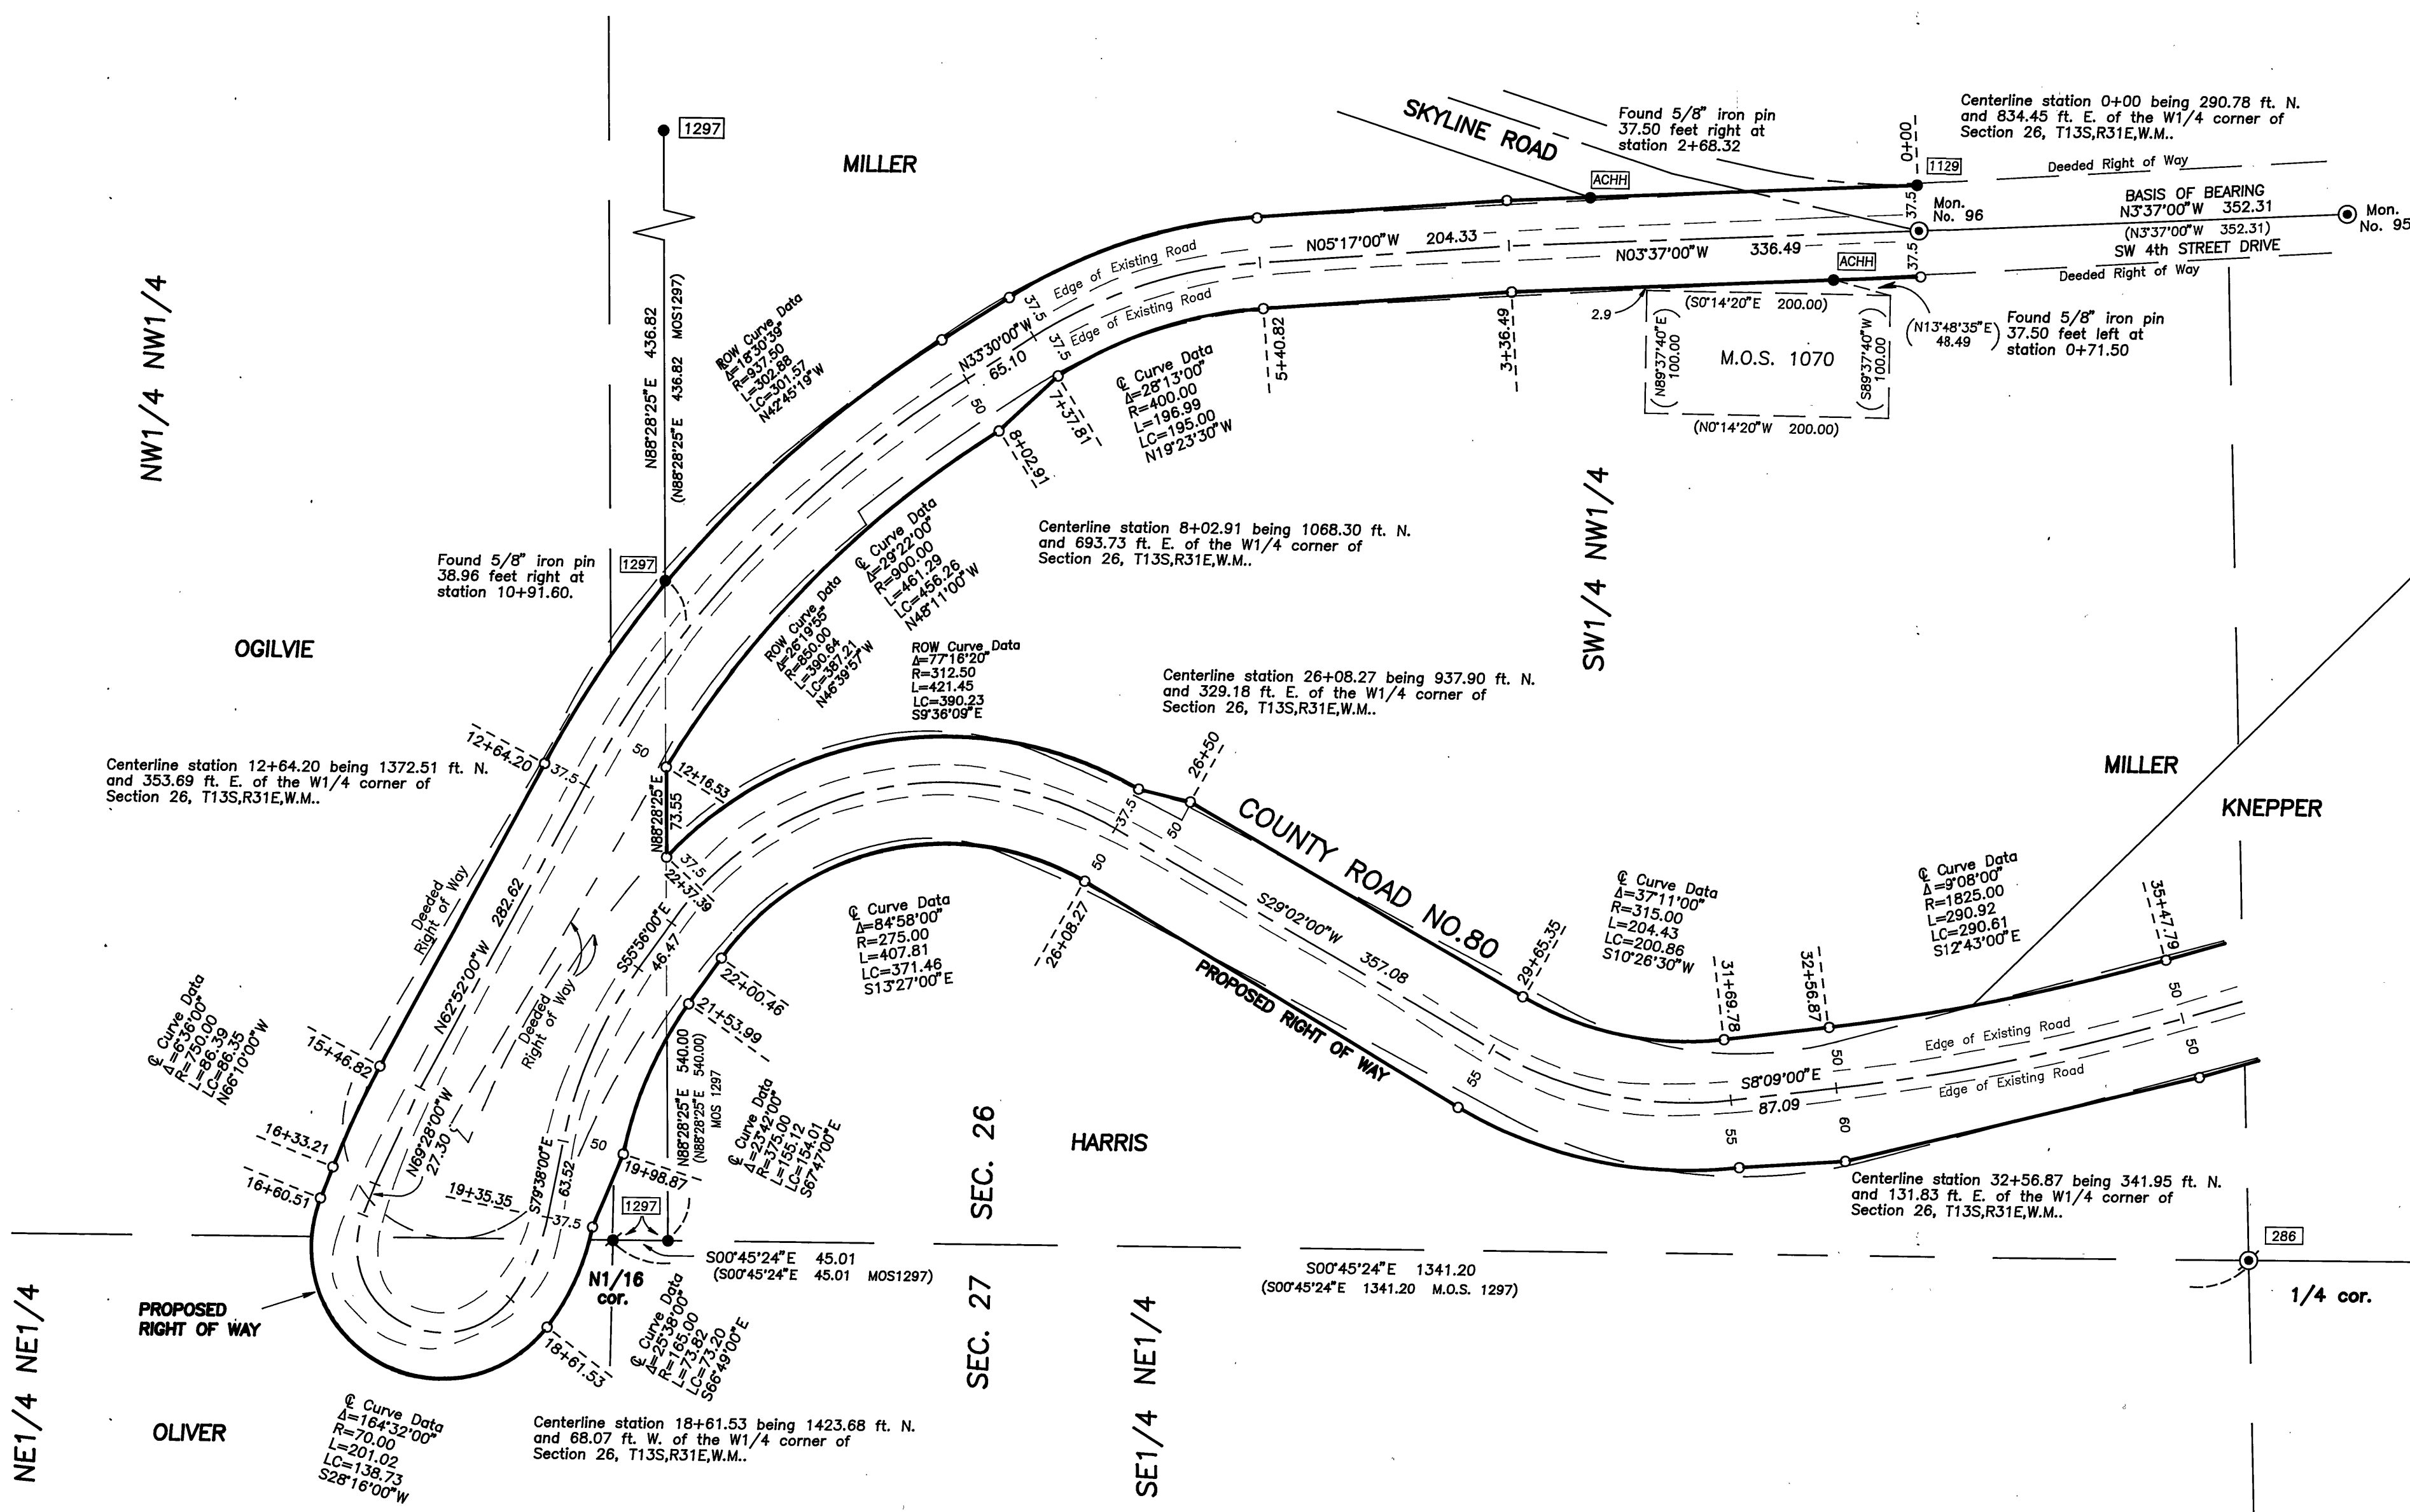 1297
MILLER
SKYLINE ROAD
Found 5/8" iron pin
37.50 feet right at
station 2+68.32
Centerline station 0+00 being 290.78 ft. N.
and 834.45 ft. E. of the W1/4 corner of
Section 26, T13S,R31E,W.M..
0+00
1129
Deeded Right of Way
ACHH
37.5
Mon.
No. 96
BASIS OF BEARING
N3°37'00"W 352.31
(N3°37'00"W 352.31)
SW 4th STREET DRIVE
Deeded Right of Way
Mon.
No. 95
37.5
ACHH
N05°17'00"W 204.33
N03°37'00"W 336.49
Edge of Existing Road
Edge of Existing Road
2.9
(S0°14'20"E 200.00)
(N89°37'40"E
100.00)
M.O.S. 1070
(S89°37'40"W
100.00)
(N0°14'20"W 200.00)
(N13°48'35"E
48.49)
Found 5/8" iron pin
37.50 feet left at
station 0+71.50
5+40.82
3+36.49
NW1/4 NW1/4
N88°28'25"E 436.82
(N88°28'25"E 436.82 MOS1297)
ROW Curve Data
Δ=18°30'39"
R=937.50
L=302.88
LC=301.57
N42°45'19"W
37.5
N33°30'00"W
65.10
37.5
50
7+37.81
8+02.91
℄ Curve Data
Δ=28°13'00"
R=400.00
L=196.99
LC=195.00
N19°23'30"W
SW1/4 NW1/4
Centerline station 8+02.91 being 1068.30 ft. N.
and 693.73 ft. E. of the W1/4 corner of
Section 26, T13S,R31E,W.M..
Found 5/8" iron pin
38.96 feet right at
station 10+91.60.
1297
℄ Curve Data
Δ=29°22'00"
R=900.00
L=461.29
LC=456.26
N48°11'00"W
ROW Curve Data
Δ=26°19'55"
R=850.00
L=390.64
LC=387.21
N46°39'57"W
OGILVIE
ROW Curve Data
Δ=77°16'20"
R=312.50
L=421.45
LC=390.23
S9°36'09"E
Centerline station 26+08.27 being 937.90 ft. N.
and 329.18 ft. E. of the W1/4 corner of
Section 26, T13S,R31E,W.M..
12+64.20
37.5
50
Centerline station 12+64.20 being 1372.51 ft. N.
and 353.69 ft. E. of the W1/4 corner of
Section 26, T13S,R31E,W.M..
N88°28'25"E
73.55
12+16.53
26+50
37.5
50
COUNTY ROAD NO.80
MILLER
KNEPPER
37.5
22+37.39
50
26+08.27
Deeded
Right of Way
N62°52'00"W 282.62
S55°56'00"E
46.47
Deeded
Right of Way
22+00.46
21+53.99
℄ Curve Data
Δ=84°58'00"
R=275.00
L=407.81
LC=371.46
S13°27'00"E
S29°02'00"W 357.08
PROPOSED RIGHT OF WAY
29+65.35
℄ Curve Data
Δ=37°11'00"
R=315.00
L=204.43
LC=200.86
S10°26'30"W
℄ Curve Data
Δ=9°08'00"
R=1825.00
L=290.92
LC=290.61
S12°43'00"E
31+69.78
32+56.87
35+47.79
Edge of Existing Road
Edge of Existing Road
S8°09'00"E
87.09
50
50
50
55
55
60
℄ Curve Data
Δ=6°36'00"
R=750.00
L=86.39
LC=86.35
N66°10'00"W
15+46.82
16+33.21
16+60.51
N69°28'00"W
27.30
19+35.35
S79°38'00"E
63.52
50
37.5
19+98.87
1297
N88°28'25"E 540.00
(N88°28'25"E 540.00)
MOS 1297
℄ Curve Data
Δ=23°42'00"
R=375.00
L=155.12
LC=154.01
S67°47'00"E
SEC. 26
HARRIS
Centerline station 32+56.87 being 341.95 ft. N.
and 131.83 ft. E. of the W1/4 corner of
Section 26, T13S,R31E,W.M..
286
1/4 cor.
S00°45'24"E 45.01
(S00°45'24"E 45.01 MOS1297)
S00°45'24"E 1341.20
(S00°45'24"E 1341.20 M.O.S. 1297)
N1/16
cor.
SEC. 27
SE1/4 NE1/4
NE1/4 NE1/4
PROPOSED
RIGHT OF WAY
18+61.53
℄ Curve Data
Δ=25°38'00"
R=165.00
L=73.82
LC=73.20
S66°49'00"E
OLIVER
℄ Curve Data
Δ=164°32'00"
R=70.00
L=201.02
LC=138.73
S28°16'00"W
Centerline station 18+61.53 being 1423.68 ft. N.
and 68.07 ft. W. of the W1/4 corner of
Section 26, T13S,R31E,W.M..